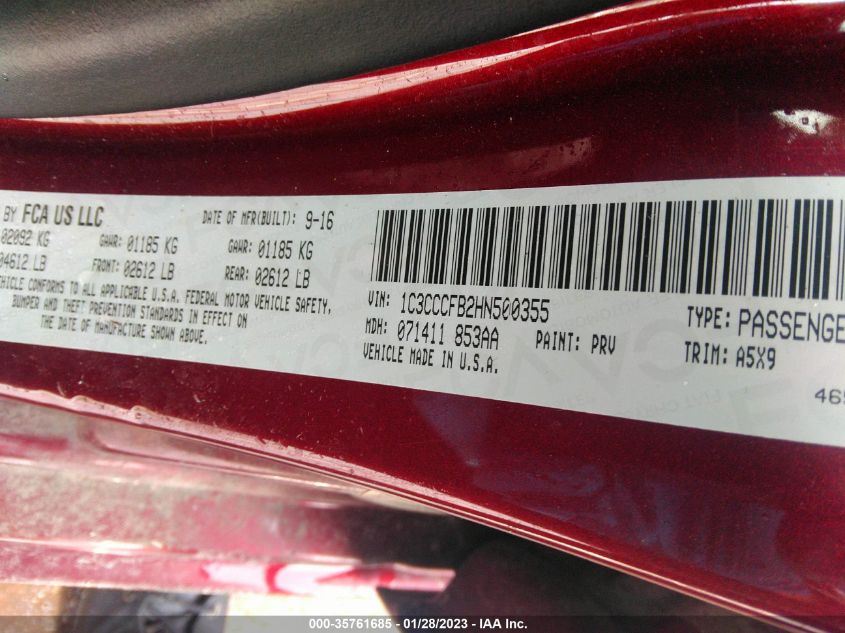 BY FCA US LLC DATE OF MFR(BUILT): 9-16
02092 KG GAWR: 01185 KG GAWR: 01185 KG
04612 LB FRONT: 02612 LB REAR: 02612 LB
VEHICLE CONFORMS TO ALL APPLICABLE U.S.A. FEDERAL MOTOR VEHICLE SAFETY,
BUMPER AND THEFT PREVENTION STANDARDS IN EFFECT ON
THE DATE OF MANUFACTURE SHOWN ABOVE.
VIN: 1C3CCCFB2HN500355 TYPE: PASSENGE
MDH: 071411 853AA PAINT: PRV TRIM: A5X9
VEHICLE MADE IN U.S.A.
469
000-35761685 - 01/28/2023 - IAA Inc.